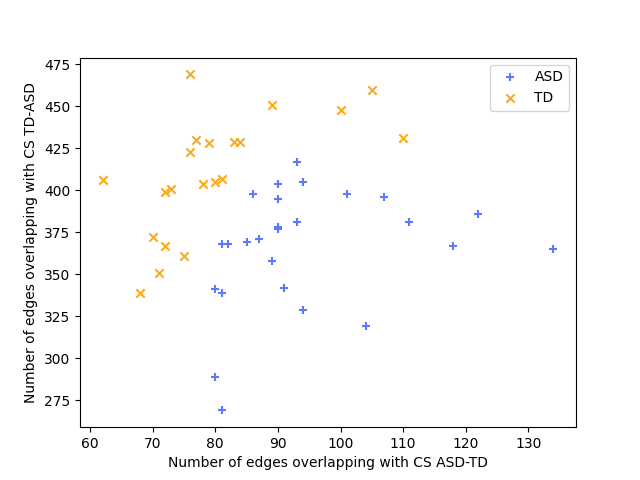 475
450
425
400
375
350
325
300
275
Number of edges overlapping with CS TD-ASD
ASD
TD
60 70 80 90 100 110 120 130
Number of edges overlapping with CS ASD-TD